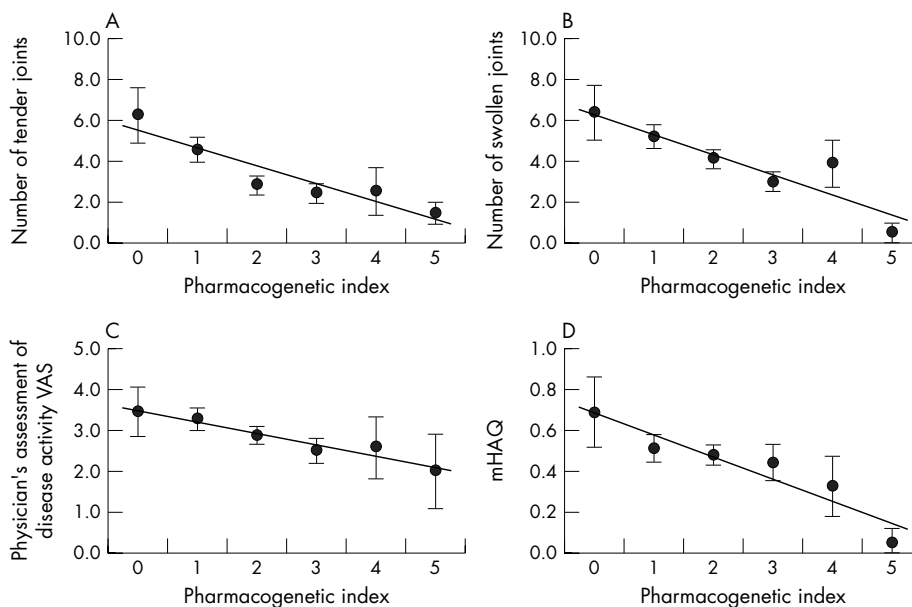 A
Number of tender joints
10.0
8.0
6.0
4.0
2.0
0.0
0 1 2 3 4 5
Pharmacogenetic index
B
Number of swollen joints
10.0
8.0
6.0
4.0
2.0
0.0
0 1 2 3 4 5
Pharmacogenetic index
C
Physician's assessment of
disease activity VAS
5.0
4.0
3.0
2.0
1.0
0.0
0 1 2 3 4 5
Pharmacogenetic index
D
mHAQ
1.0
0.8
0.6
0.4
0.2
0.0
0 1 2 3 4 5
Pharmacogenetic index